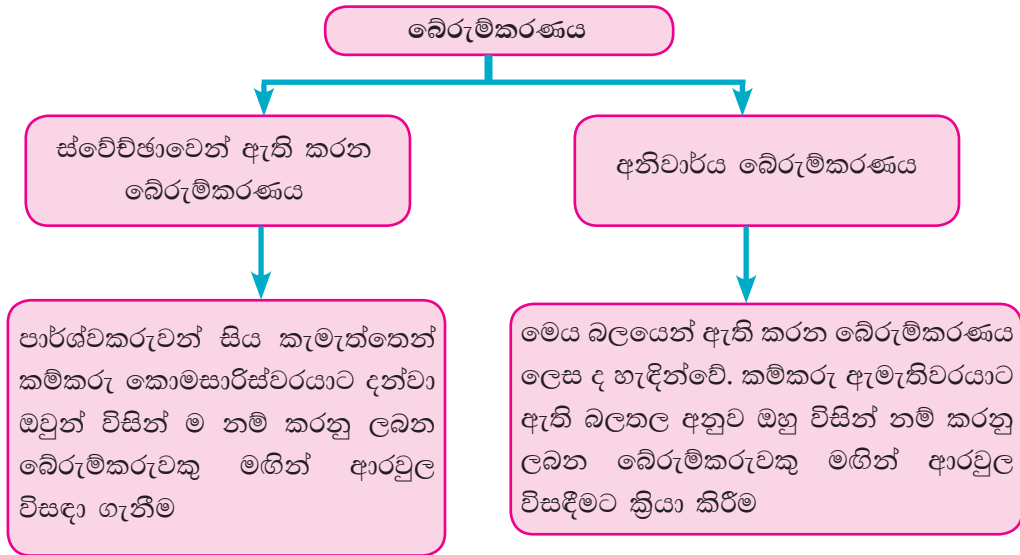 බේරුම්කරණය
ස්වේච්ඡාවෙන් ඇති කරන
බේරුම්කරණය
අනිවාර්ය බේරුම්කරණය
පාර්ශ්වකරුවන් සිය කැමැත්තෙන්
කම්කරු කොමසාරිස්වරයාට දන්වා
ඔවුන් විසින් ම නම් කරනු ලබන
බේරුම්කරුවකු මඟින් ආරවුල
විසඳා ගැනීම
මෙය බලයෙන් ඇති කරන බේරුම්කරණය
ලෙස ද හැඳින්වේ. කම්කරු ඇමැතිවරයාට
ඇති බලතල අනුව ඔහු විසින් නම් කරනු
ලබන බේරුම්කරුවකු මඟින් ආරවුල
විසඳීමට ක්‍රියා කිරීම